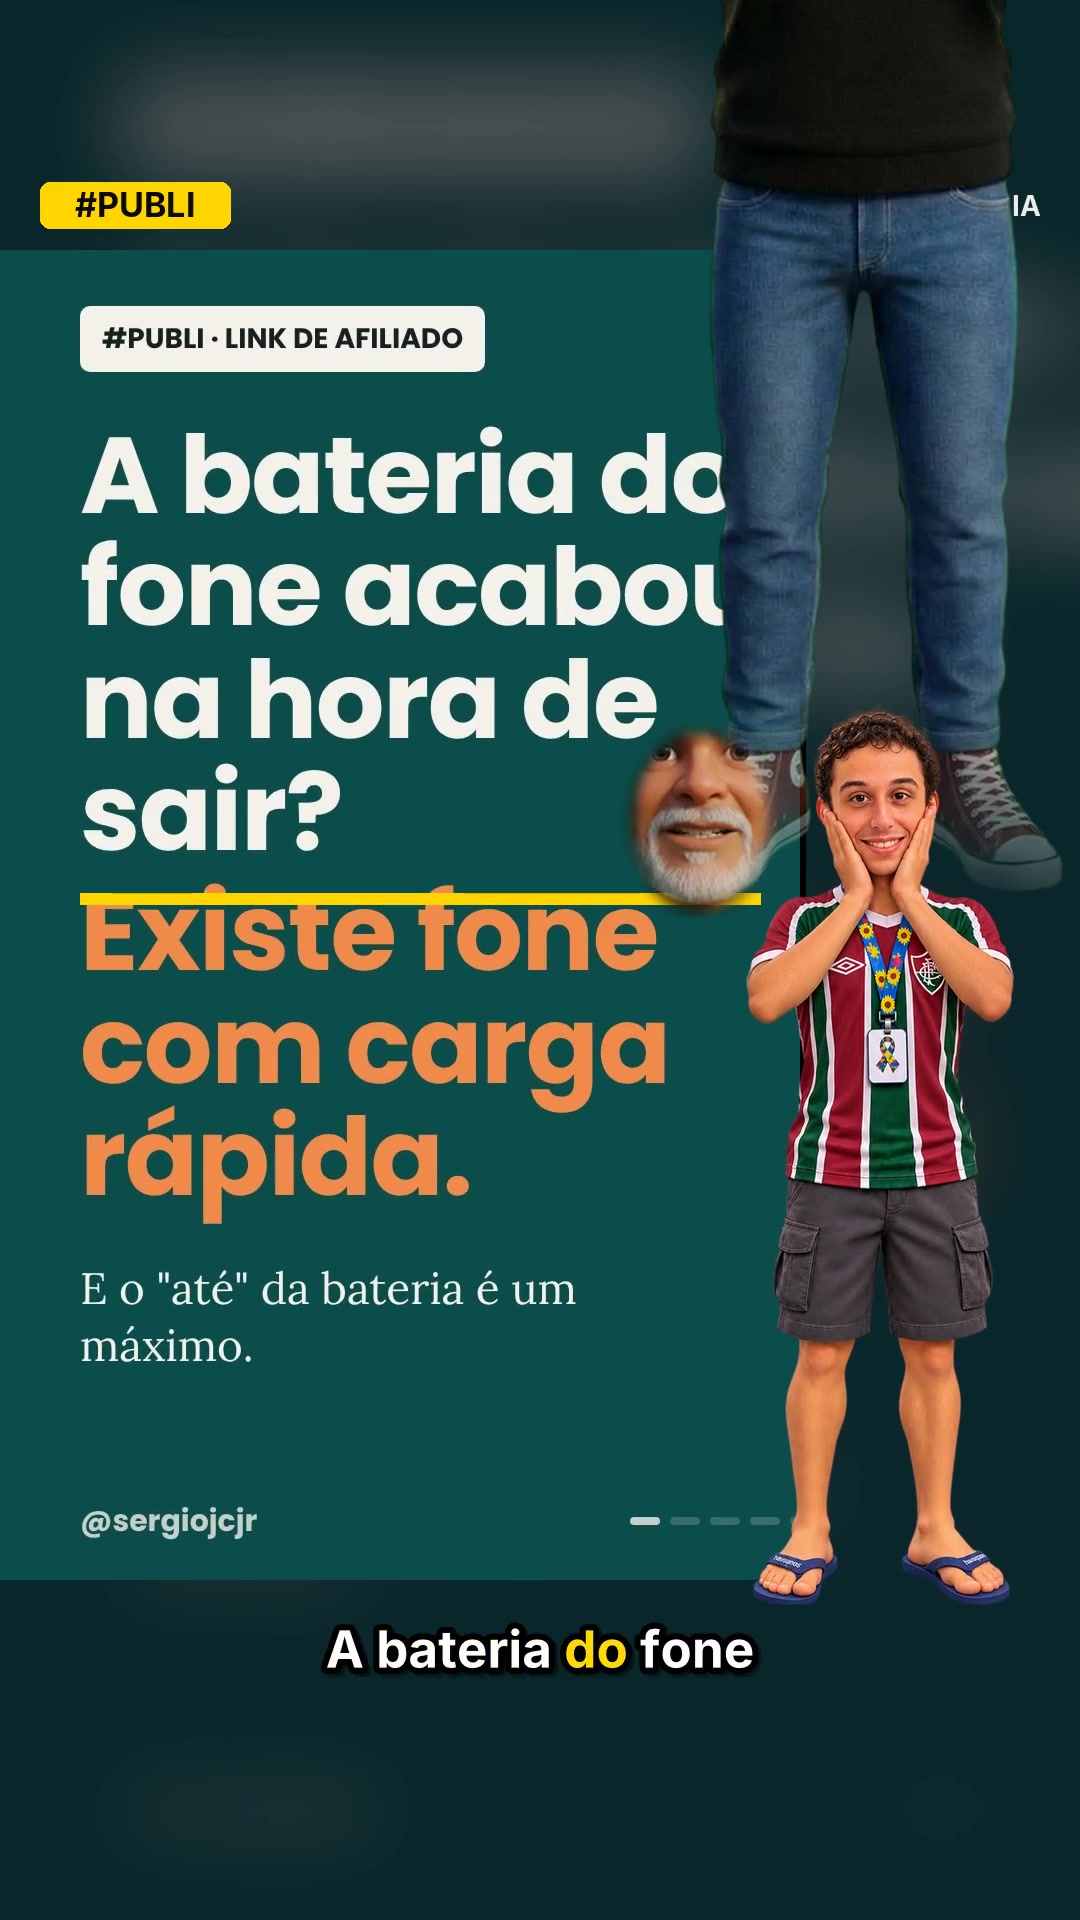 #PUBLI
IA
#PUBLI · LINK DE AFILIADO
A bateria do
fone acabou
na hora de
sair?
Existe fone
com carga
rápida.
E o "até" da bateria é um
máximo.
@sergiojcjr
A bateria do fone